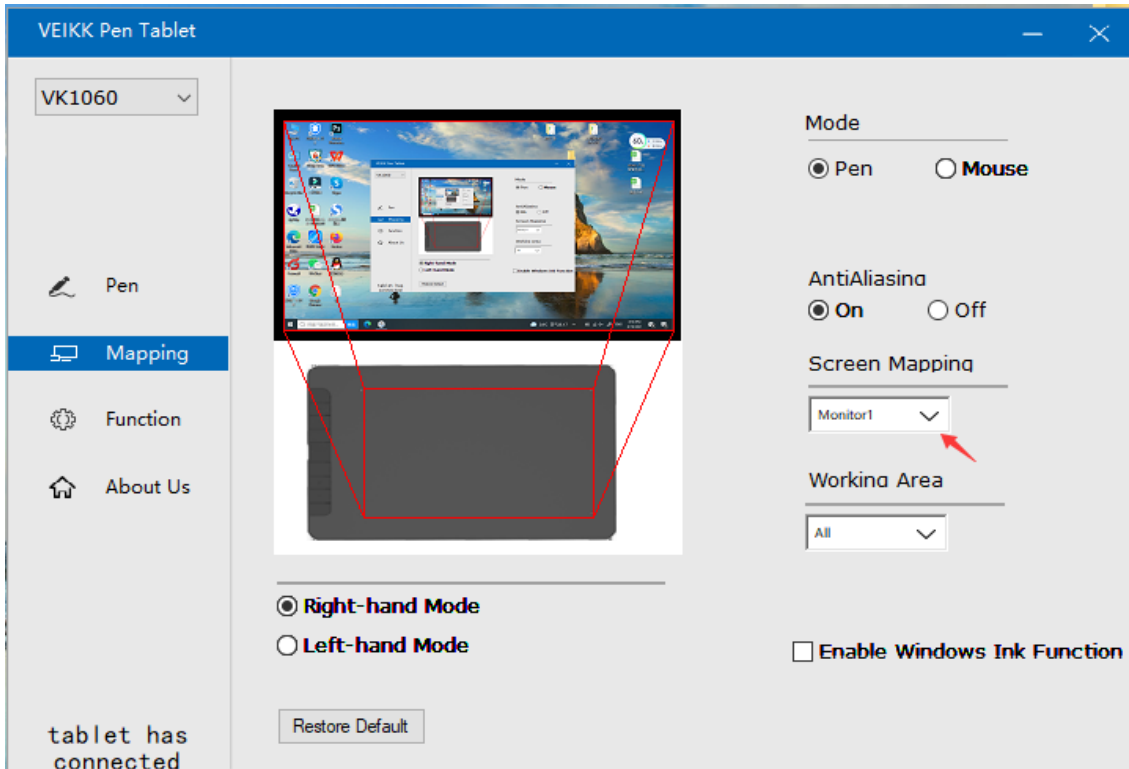 VEIKK Pen Tablet
VK1060
Mode
Pen
Mouse
Pen
AntiAliasing
On
Off
Mapping
Screen Mapping
Monitor1
Function
About Us
Working Area
All
Right-hand Mode
Left-hand Mode
Enable Windows Ink Function
Restore Default
tablet has
connected